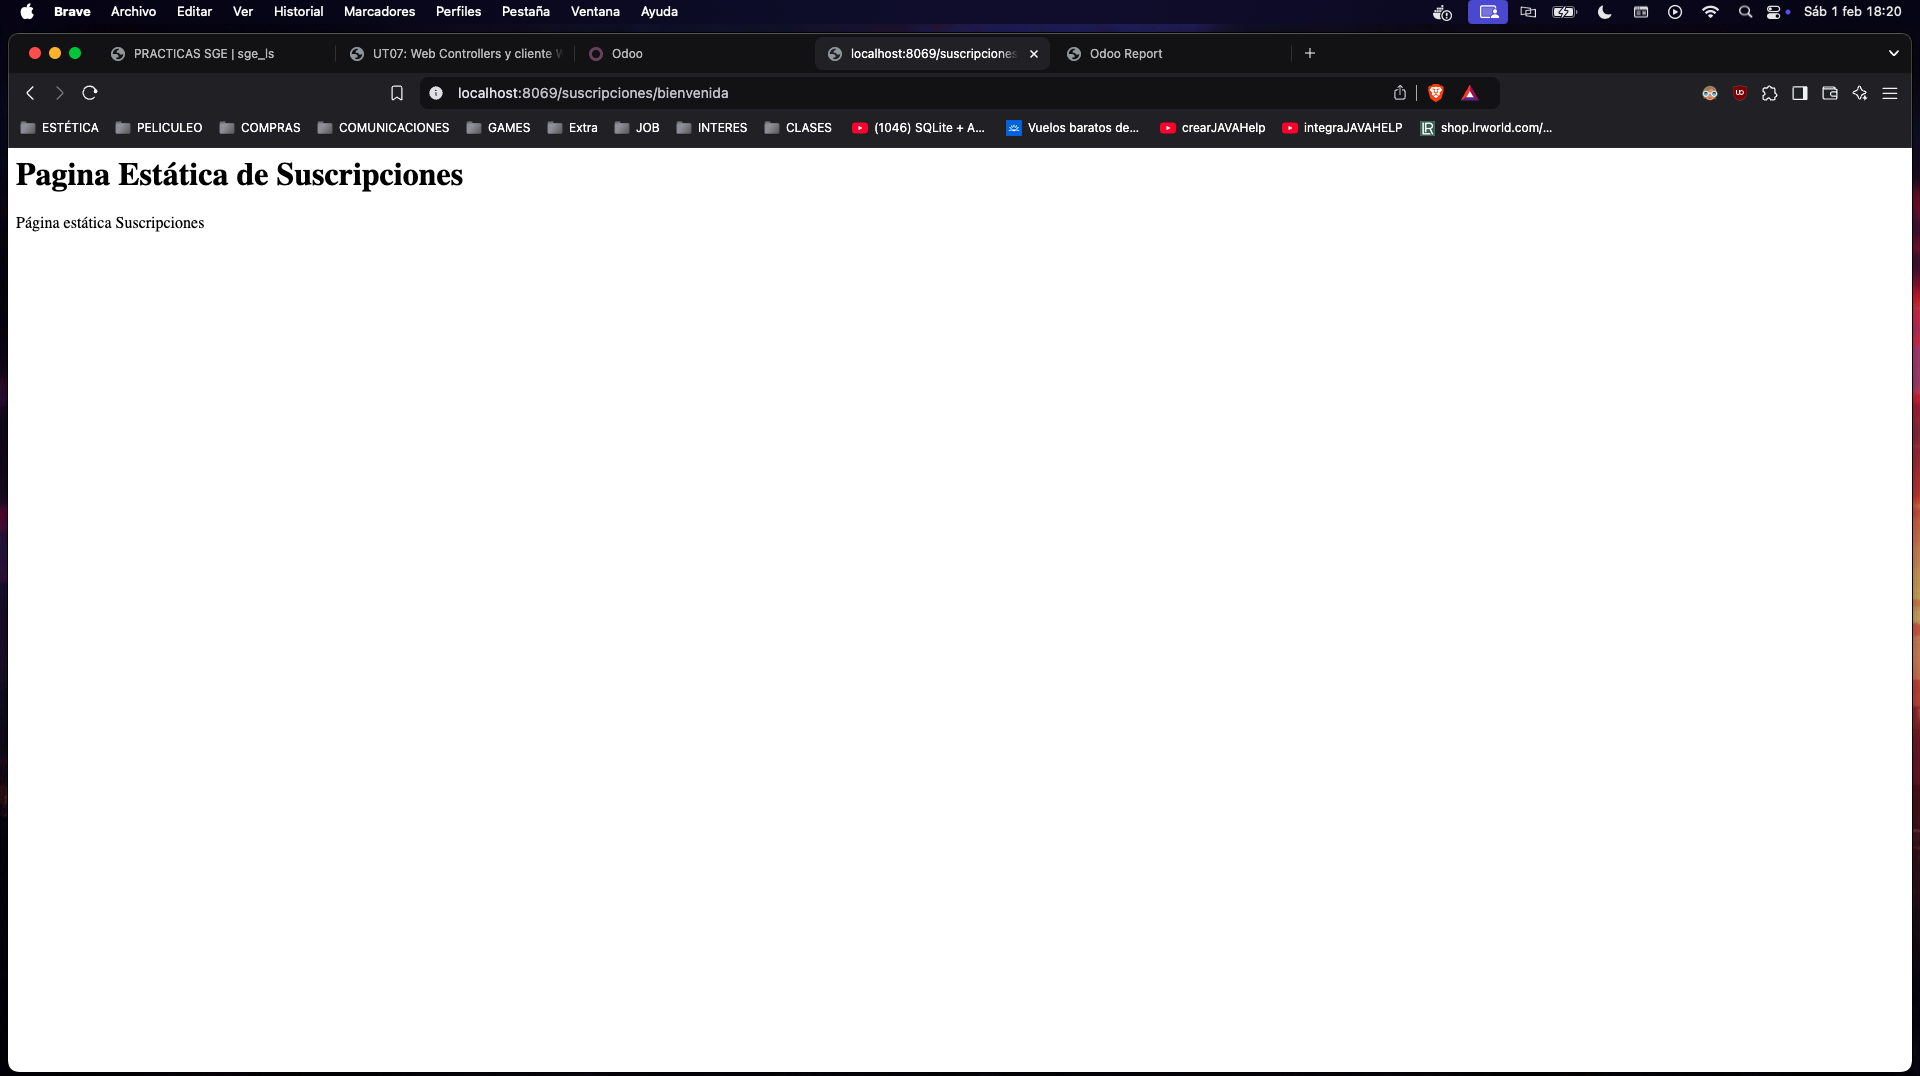 Brave Archivo Editar Ver Historial Marcadores Perfiles Pestaña Ventana Ayuda Sáb 1 feb 18:20
PRACTICAS SGE | sge_ls UT07: Web Controllers y cliente Odoo localhost:8069/suscripciones Odoo Report
localhost:8069/suscripciones/bienvenida
ESTÉTICA PELICULEO COMPRAS COMUNICACIONES GAMES Extra JOB INTERES CLASES (1046) SQLite + A... Vuelos baratos de... crearJAVAHelp integraJAVAHELP shop.lrworld.com/...
Pagina Estática de Suscripciones
Página estática Suscripciones